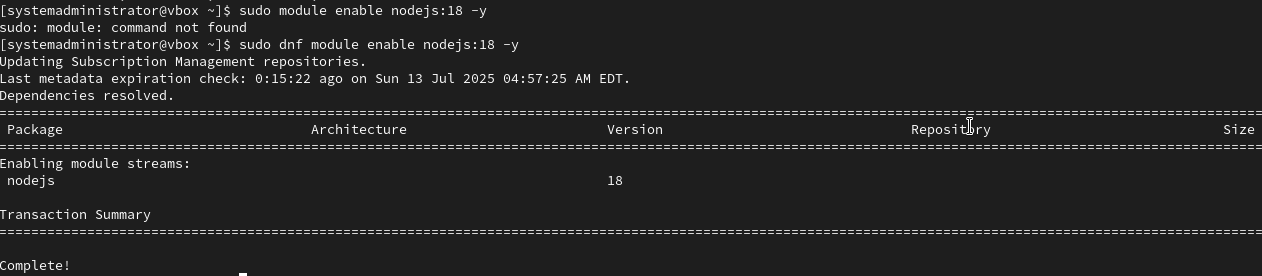 [systemadministrator@vbox ~]$ sudo module enable nodejs:18 -y
sudo: module: command not found
[systemadministrator@vbox ~]$ sudo dnf module enable nodejs:18 -y
Updating Subscription Management repositories.
Last metadata expiration check: 0:15:22 ago on Sun 13 Jul 2025 04:57:25 AM EDT.
Dependencies resolved.
Package Architecture Version Repository Size
Enabling module streams:
nodejs 18
Transaction Summary
Complete!